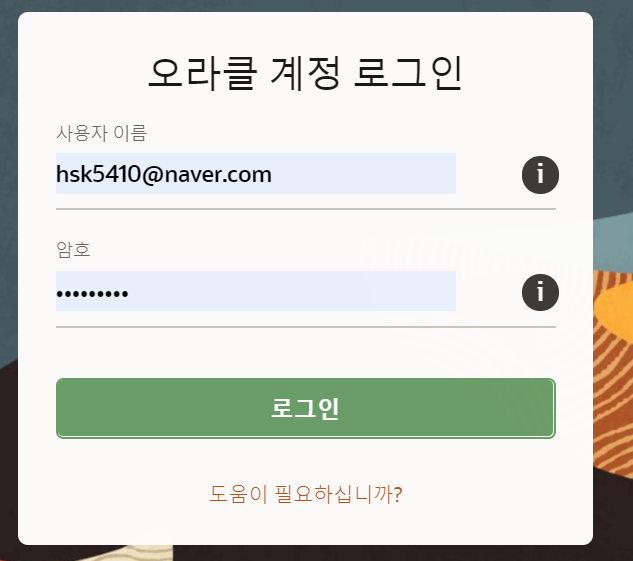 오라클 계정 로그인
사용자 이름
hsk5410@naver.com
i
암호
•••••••••
i
로그인
도움이 필요하십니까?